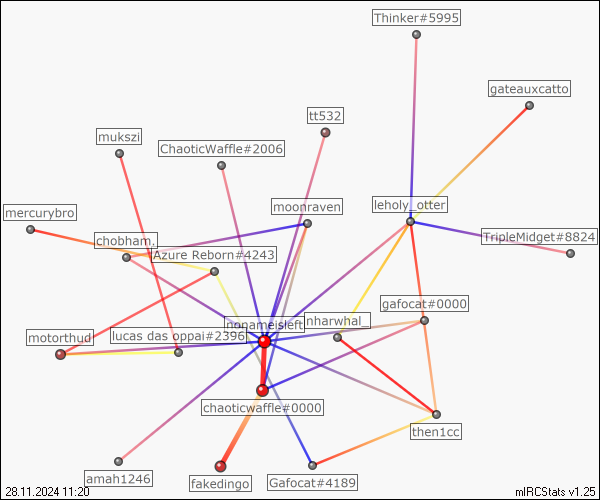 Thinker#5995
gateauxcatto
tt532
mukszi
ChaoticWaffle#2006
moonraven
leholy_otter
mercurybro
chobham.
TripleMidget#8824
Azure Reborn#4243
gafocat#0000
nonameisleft
nharwhal_
motorthud
lucas das oppai#2396
chaoticwaffle#0000
then1cc
amah1246
fakedingo
Gafocat#4189
28.11.2024 11:20
mIRCStats v1.25